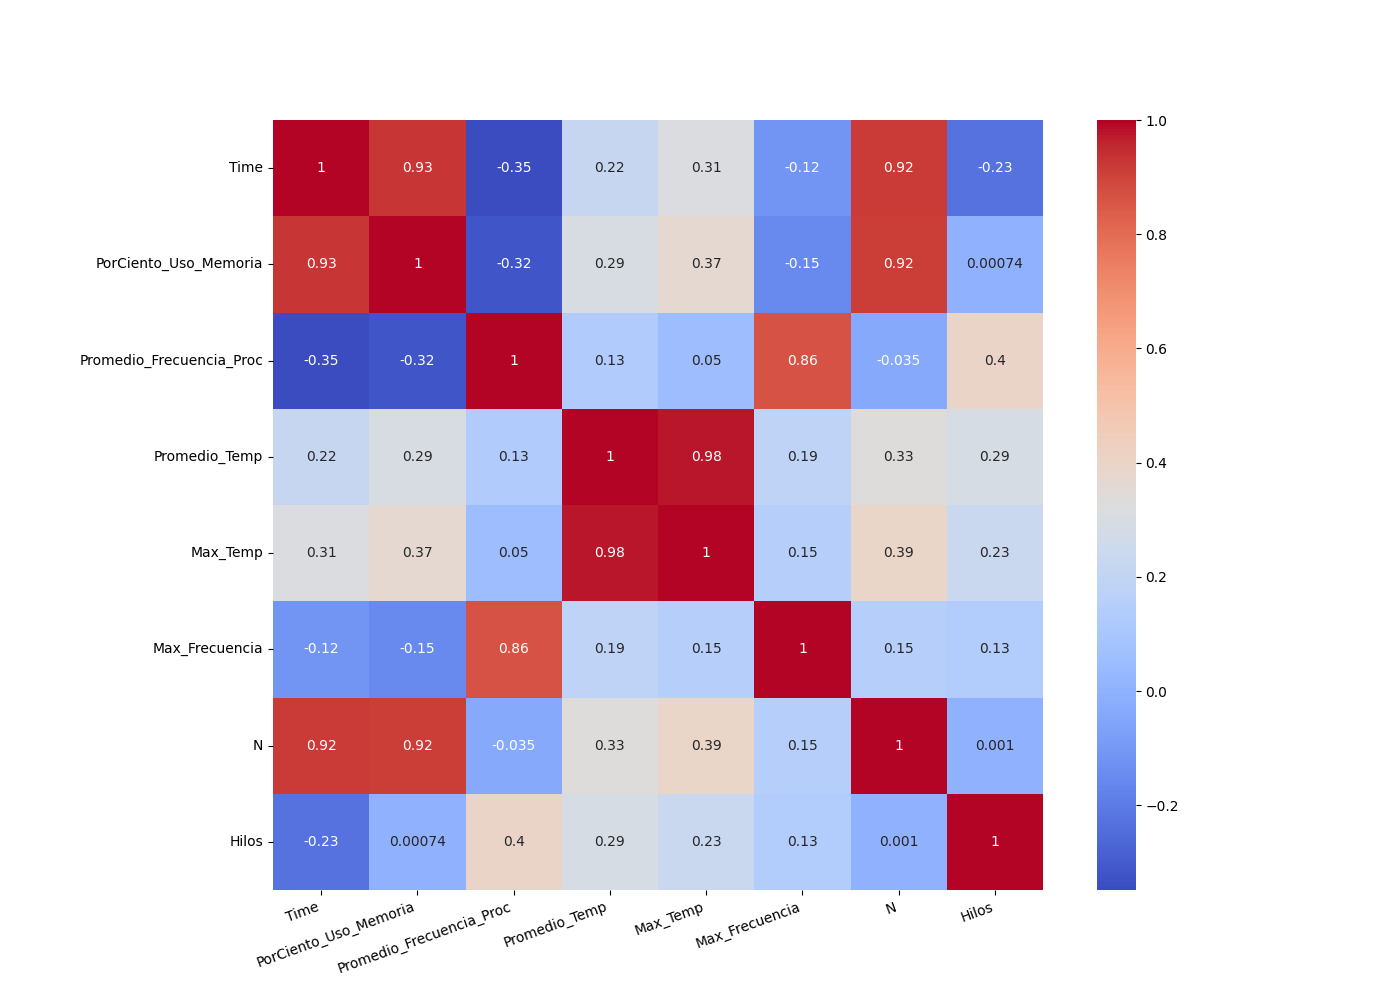 1.0
Time 1 0.93 -0.35 0.22 0.31 -0.12 0.92 -0.23
0.8
PorCiento_Uso_Memoria 0.93 1 -0.32 0.29 0.37 -0.15 0.92 0.00074
Promedio_Frecuencia_Proc -0.35 -0.32 1 0.13 0.05 0.86 -0.035 0.4
0.6
Promedio_Temp 0.22 0.29 0.13 1 0.98 0.19 0.33 0.29
0.4
Max_Temp 0.31 0.37 0.05 0.98 1 0.15 0.39 0.23
0.2
Max_Frecuencia -0.12 -0.15 0.86 0.19 0.15 1 0.15 0.13
0.0
N 0.92 0.92 -0.035 0.33 0.39 0.15 1 0.001
−0.2
Hilos -0.23 0.00074 0.4 0.29 0.23 0.13 0.001 1
Time PorCiento_Uso_Memoria Promedio_Frecuencia_Proc Promedio_Temp Max_Temp Max_Frecuencia N Hilos